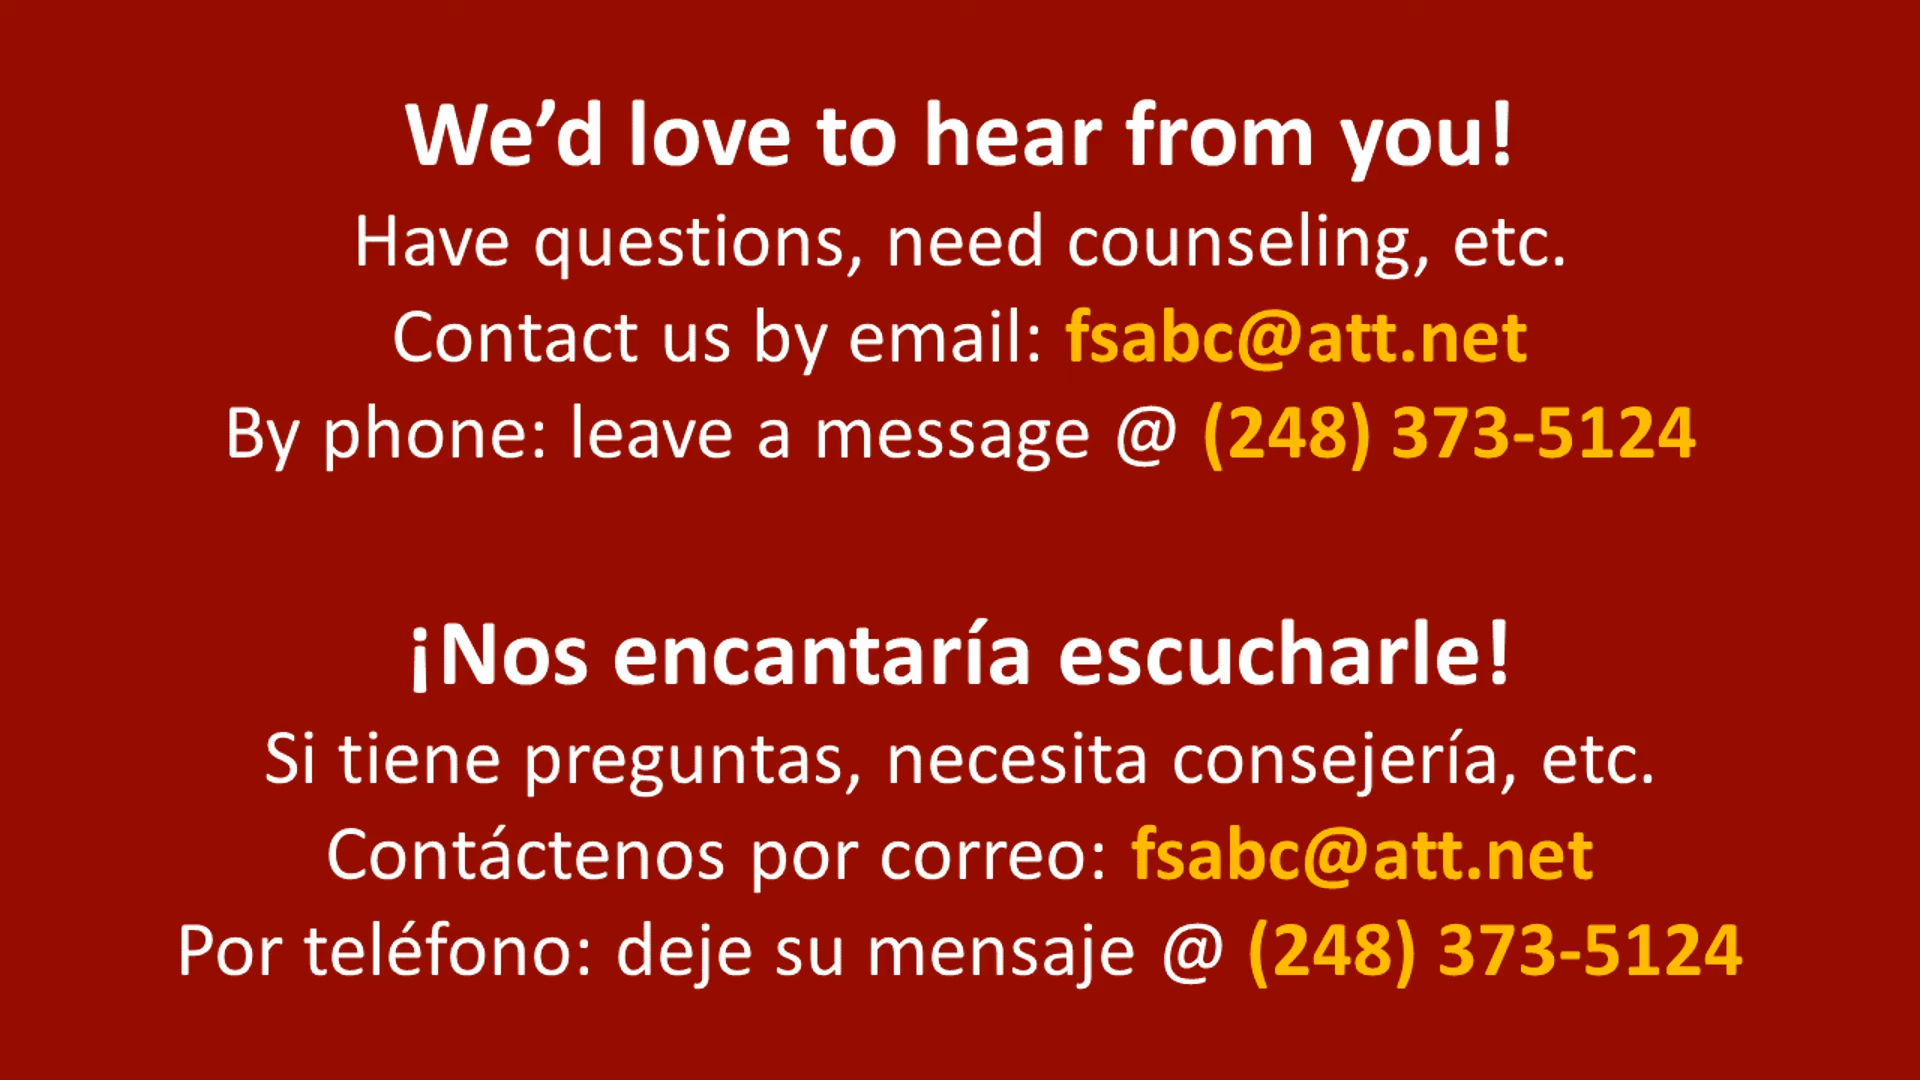 We’d love to hear from you!
Have questions, need counseling, etc.
Contact us by email: fsabc@att.net
By phone: leave a message @ (248) 373-5124
¡Nos encantaría escucharle!
Si tiene preguntas, necesita consejería, etc.
Contáctenos por correo: fsabc@att.net
Por teléfono: deje su mensaje @ (248) 373-5124